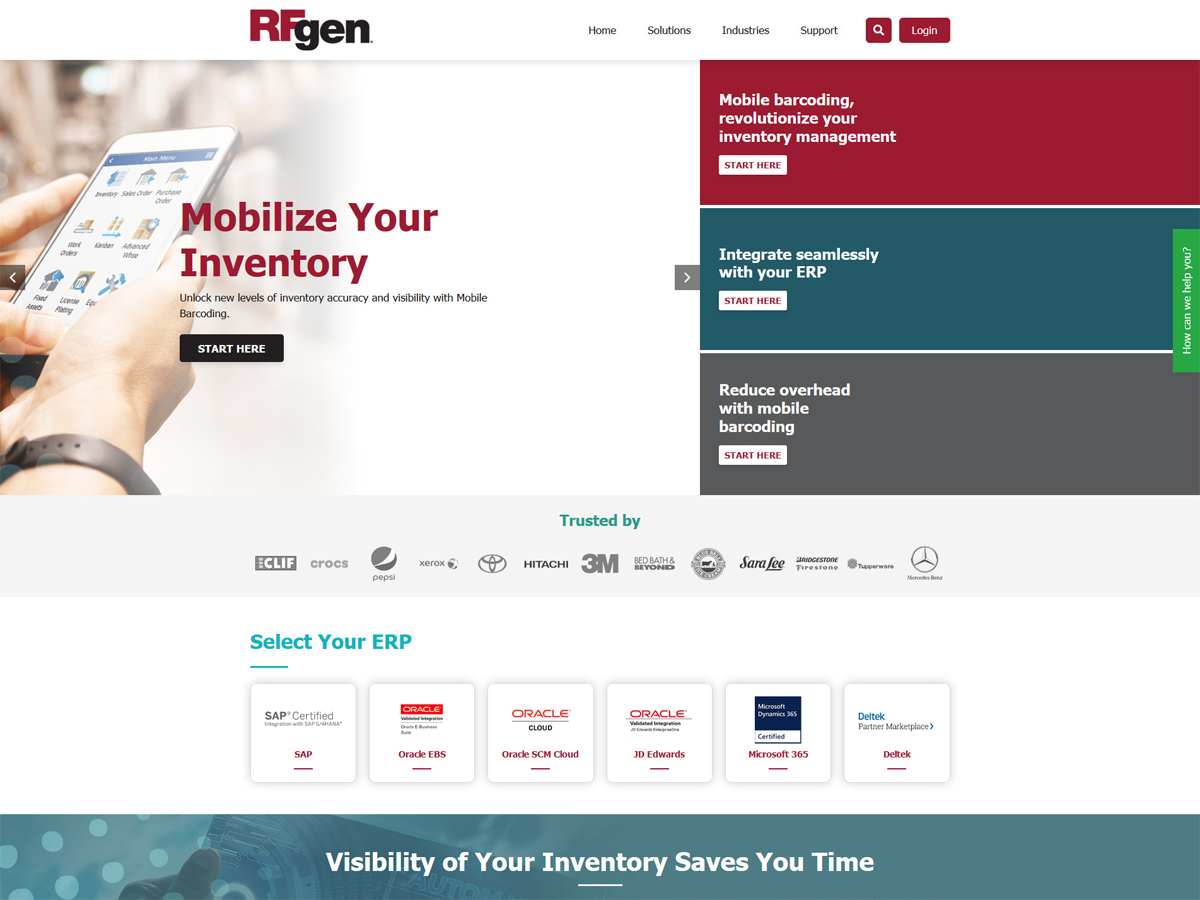 RFgen
Home
Solutions
Industries
Support
Login
Main Menu
Inventory
Sales Order
Purchase
Order
Work
Orders
Kanban
Advanced
Whse
Fixed
Assets
License
Plating
Mobilize Your
Inventory
Unlock new levels of inventory accuracy and visibility with Mobile
Barcoding.
START HERE
Mobile barcoding,
revolutionize your
inventory management
START HERE
Integrate seamlessly
with your ERP
START HERE
Reduce overhead
with mobile
barcoding
START HERE
How can we help you?
Trusted by
CLIF
crocs
pepsi
xerox
HITACHI
3M
BED BATH &
BEYOND
Sara Lee
BRIDGESTONE
Firestone
Tupperware
Mercedes-Benz
Select Your ERP
SAP® Certified
Integration with SAP S/4HANA®
SAP
ORACLE
Validated Integration
Oracle E-Business
Suite
Oracle EBS
ORACLE
CLOUD
Oracle SCM Cloud
ORACLE
Validated Integration
JD Edwards EnterpriseOne
JD Edwards
Microsoft
Dynamics 365
Certified
Microsoft 365
Deltek
Partner Marketplace
Deltek
Visibility of Your Inventory Saves You Time